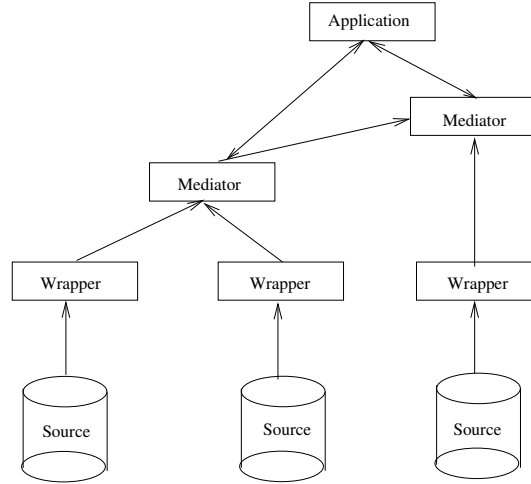 Application
Mediator
Mediator
Wrapper
Wrapper
Wrapper
Source
Source
Source